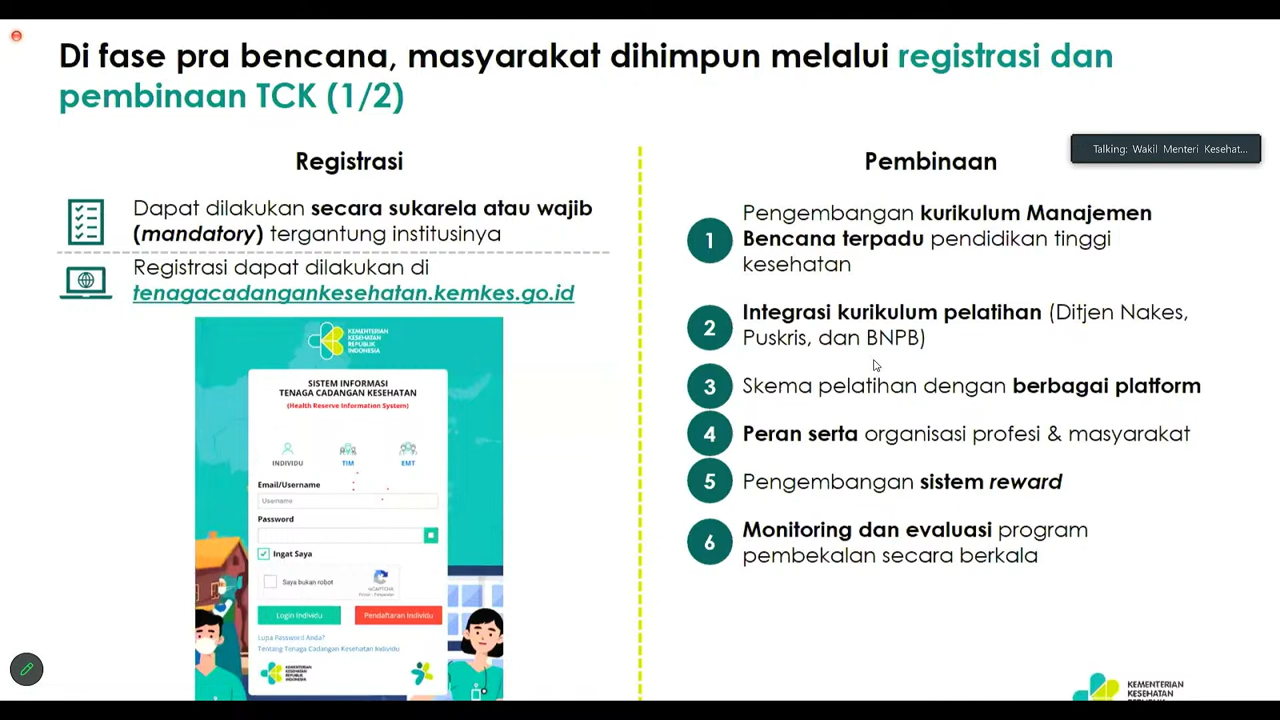 Di fase pra bencana, masyarakat dihimpun melalui registrasi dan
pembinaan TCK (1/2)
Talking: Wakil Menteri Kesehat...
Registrasi
Dapat dilakukan secara sukarela atau wajib
(mandatory) tergantung institusinya
Registrasi dapat dilakukan di
tenagacadangankesehatan.kemkes.go.id
KEMENTERIAN
KESEHATAN
REPUBLIK
INDONESIA
SISTEM INFORMASI
TENAGA CADANGAN KESEHATAN
(Health Reserve Information System)
INDIVIDU TIM EMT
Email/Username
Username
Password
Ingat Saya
Saya bukan robot
reCAPTCHA
Login Individu Pendaftaran Individu
Lupa Password Anda?
Tentang Tenaga Cadangan Kesehatan Individu
KEMENTERIAN
KESEHATAN
REPUBLIK
INDONESIA
Pembinaan
1 Pengembangan kurikulum Manajemen
Bencana terpadu pendidikan tinggi
kesehatan
2 Integrasi kurikulum pelatihan (Ditjen Nakes,
Puskris, dan BNPB)
3 Skema pelatihan dengan berbagai platform
4 Peran serta organisasi profesi & masyarakat
5 Pengembangan sistem reward
6 Monitoring dan evaluasi program
pembekalan secara berkala
KEMENTERIAN
KESEHATAN